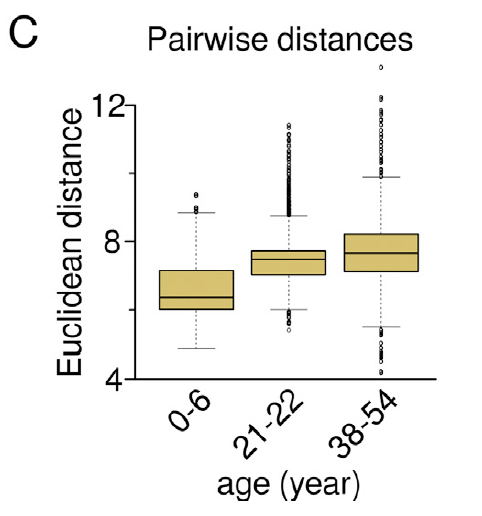 C
Pairwise distances
Euclidean distance
12
8
4
0-6
21-22
38-54
age (year)